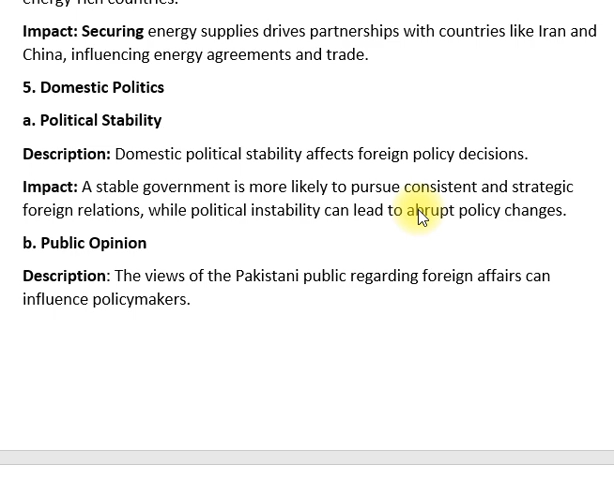 energy-rich countries.
Impact: Securing energy supplies drives partnerships with countries like Iran and
China, influencing energy agreements and trade.
5. Domestic Politics
a. Political Stability
Description: Domestic political stability affects foreign policy decisions.
Impact: A stable government is more likely to pursue consistent and strategic
foreign relations, while political instability can lead to abrupt policy changes.
b. Public Opinion
Description: The views of the Pakistani public regarding foreign affairs can
influence policymakers.